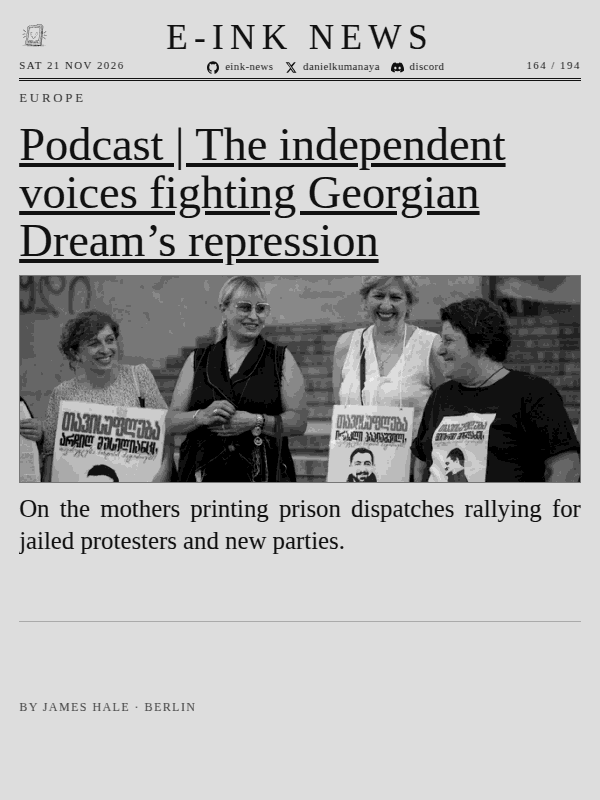 E-INK NEWS
SAT 21 NOV 2026
eink-news
danielkumanaya
discord
164 / 194
EUROPE
Podcast | The independent
voices fighting Georgian
Dream’s repression
თავისუფლება
თავისუფლება
On the mothers printing prison dispatches rallying for
jailed protesters and new parties.
BY JAMES HALE · BERLIN